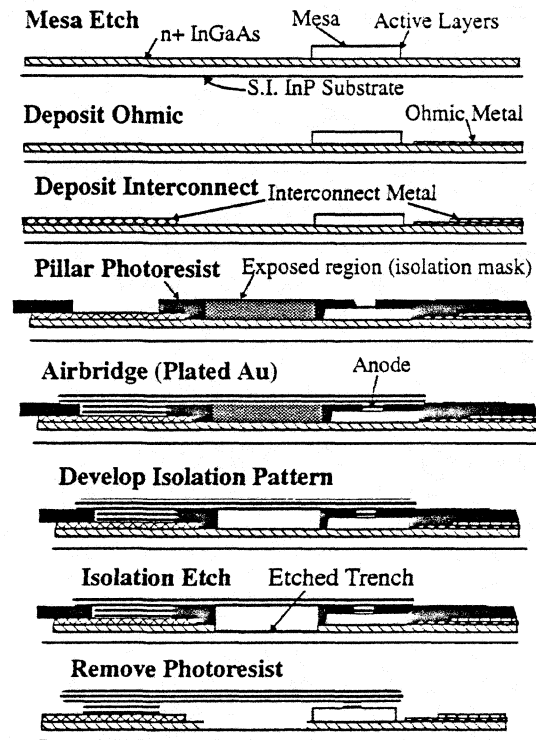 Mesa Etch
n+ InGaAs
Mesa
Active Layers
S.I. InP Substrate
Deposit Ohmic
Ohmic Metal
Deposit Interconnect
Interconnect Metal
Pillar Photoresist
Exposed region (isolation mask)
Airbridge (Plated Au)
Anode
Develop Isolation Pattern
Isolation Etch
Etched Trench
Remove Photoresist